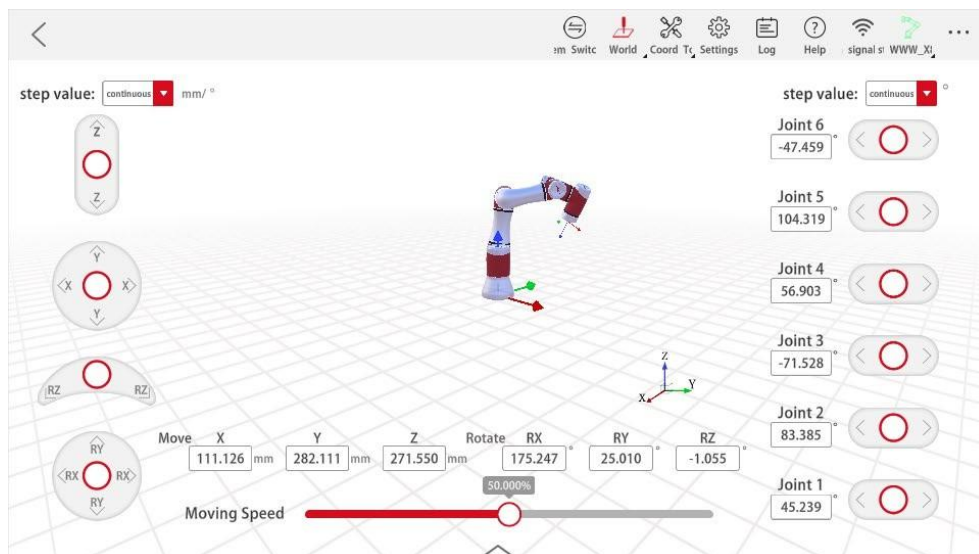 em Switc World Coord To Settings Log Help signal st WWW_X
step value: continuous mm/ °
step value: continuous °
Z
Z
Y
X X
Y
RZ RZ
RY
RX RX
RY
Joint 6
-47.459 °
Joint 5
104.319 °
Joint 4
56.903 °
Joint 3
-71.528 °
Joint 2
83.385 °
Joint 1
45.239 °
Z
Y
X
Move X Y Z Rotate RX RY RZ
111.126 mm 282.111 mm 271.550 mm 175.247 ° 25.010 ° -1.055 °
50.000%
Moving Speed